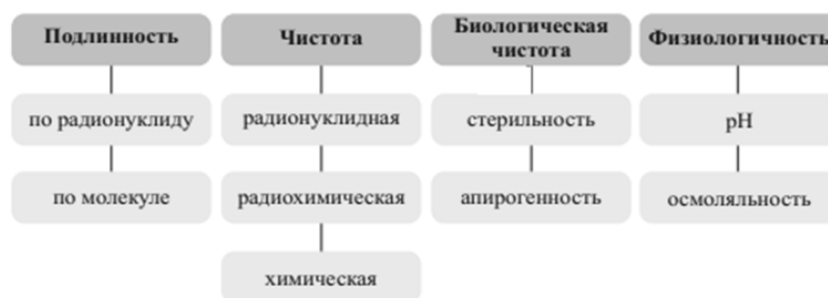 Подлинность
по радионуклиду
по молекуле
Чистота
радионуклидная
радиохимическая
химическая
Биологическая
чистота
стерильность
апирогенность
Физиологичность
pH
осмоляльность